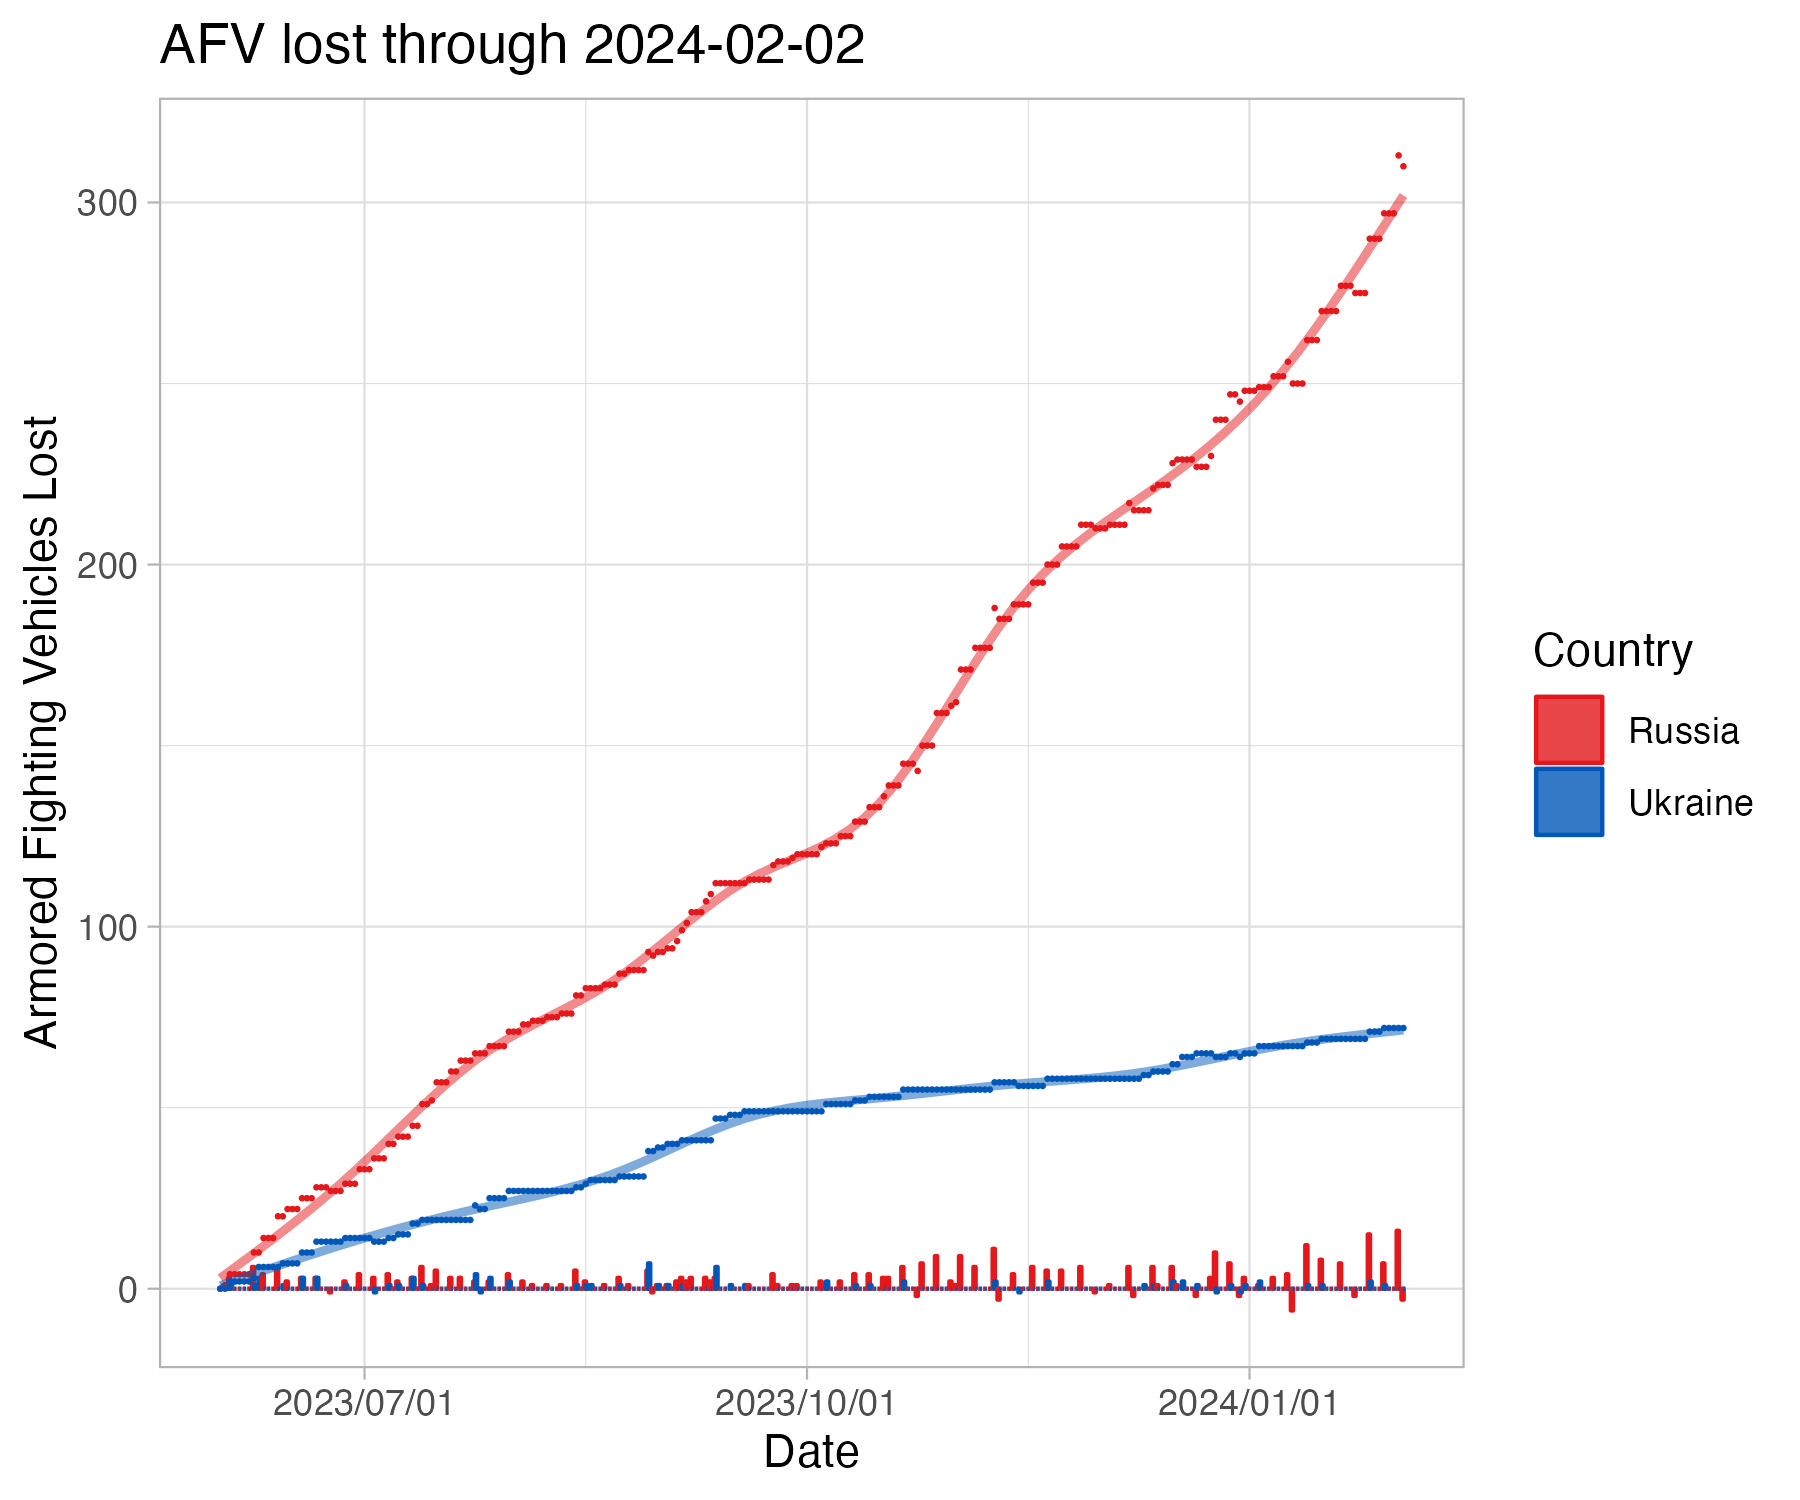 AFV lost through 2024-02-02
Armored Fighting Vehicles Lost
300
200
100
0
2023/07/01
2023/10/01
2024/01/01
Date
Country
Russia
Ukraine